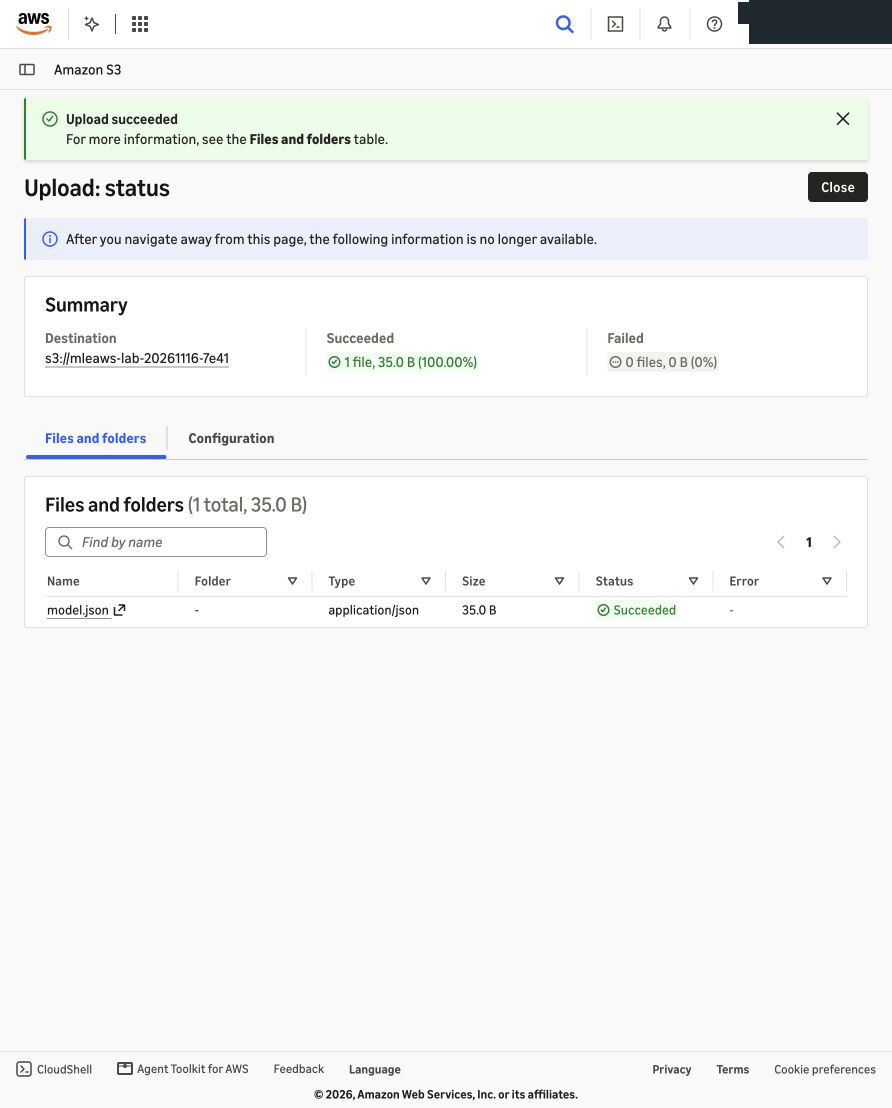 aws
Amazon S3
Upload succeeded
For more information, see the Files and folders table.
Upload: status
Close
After you navigate away from this page, the following information is no longer available.
Summary
Destination
s3://mleaws-lab-20261116-7e41
Succeeded
1 file, 35.0 B (100.00%)
Failed
0 files, 0 B (0%)
Files and folders
Configuration
Files and folders (1 total, 35.0 B)
Find by name
1
Name Folder Type Size Status Error
model.json - application/json 35.0 B Succeeded -
CloudShell Agent Toolkit for AWS Feedback Language Privacy Terms Cookie preferences
© 2026, Amazon Web Services, Inc. or its affiliates.